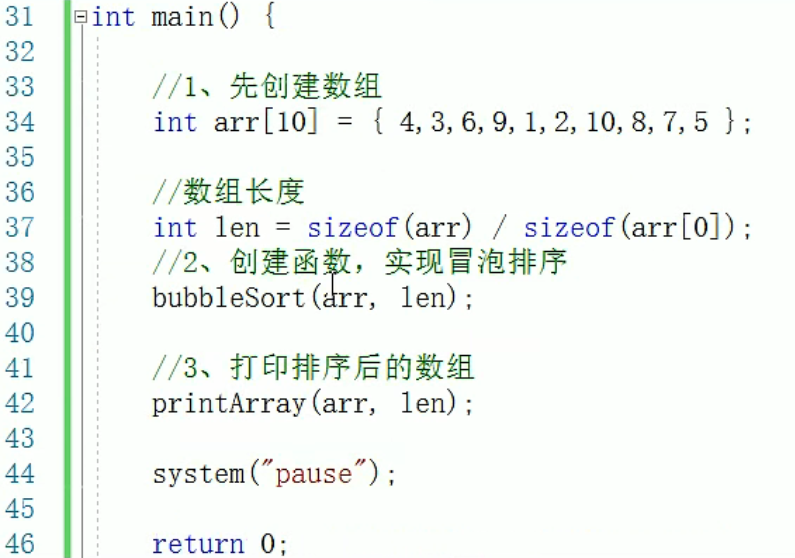 31 int main() {
32
33 //1、先创建数组
34 int arr[10] = { 4,3,6,9,1,2,10,8,7,5 };
35
36 //数组长度
37 int len = sizeof(arr) / sizeof(arr[0]);
38 //2、创建函数，实现冒泡排序
39 bubbleSort(arr, len);
40
41 //3、打印排序后的数组
42 printArray(arr, len);
43
44 system("pause");
45
46 return 0;